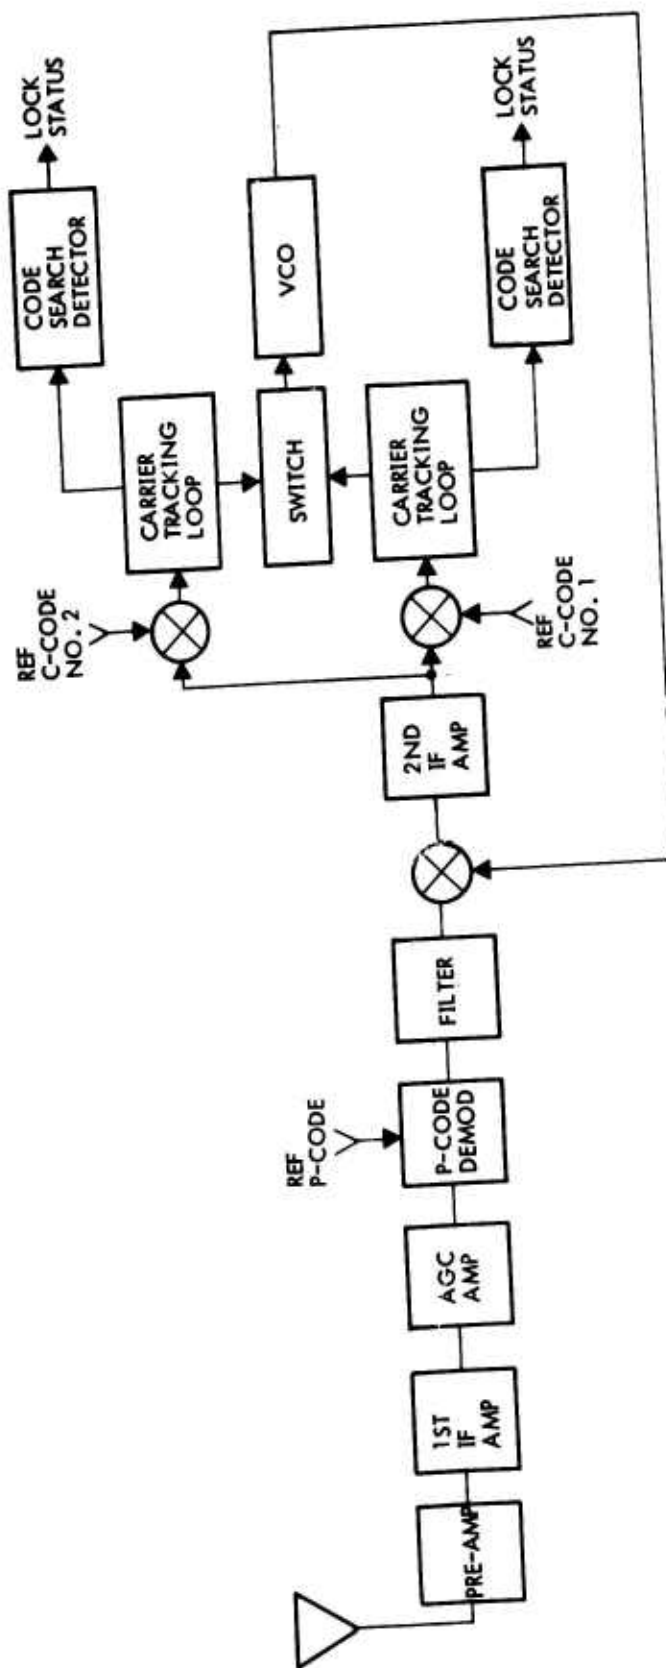 PRE-AMP
1ST
IF
AMP
AGC
AMP
REF
P-CODE
P-CODE
DEMOD
FILTER
2ND
IF
AMP
REF
C-CODE
NO. 2
REF
C-CODE
NO. 1
CARRIER
TRACKING
LOOP
SWITCH
CARRIER
TRACKING
LOOP
CODE
SEARCH
DETECTOR
LOCK
STATUS
VCO
CODE
SEARCH
DETECTOR
LOCK
STATUS